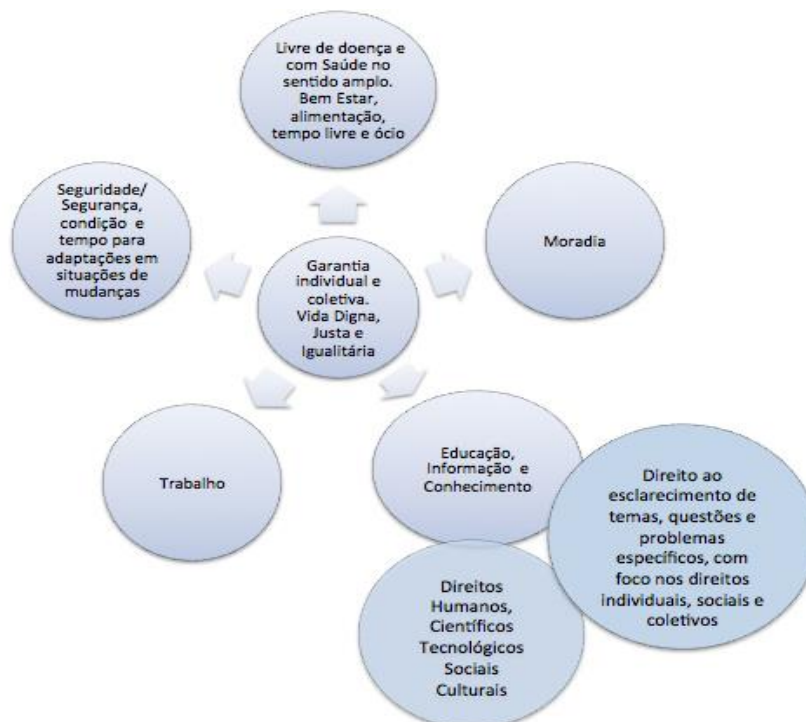 Livre de doença e
com Saúde no
sentido amplo.
Bem Estar,
alimentação,
tempo livre e ócio
Seguridade/
Segurança,
condição e
tempo para
adaptações em
situações de
mudanças
Moradia
Garantia
individual e
coletiva.
Vida Digna,
Justa e
Igualitária
Trabalho
Educação,
Informação e
Conhecimento
Direito ao
esclarecimento de
temas, questões e
problemas
específicos, com
foco nos direitos
individuais, sociais e
coletivos
Direitos
Humanos,
Científicos
Tecnológicos
Sociais
Culturais